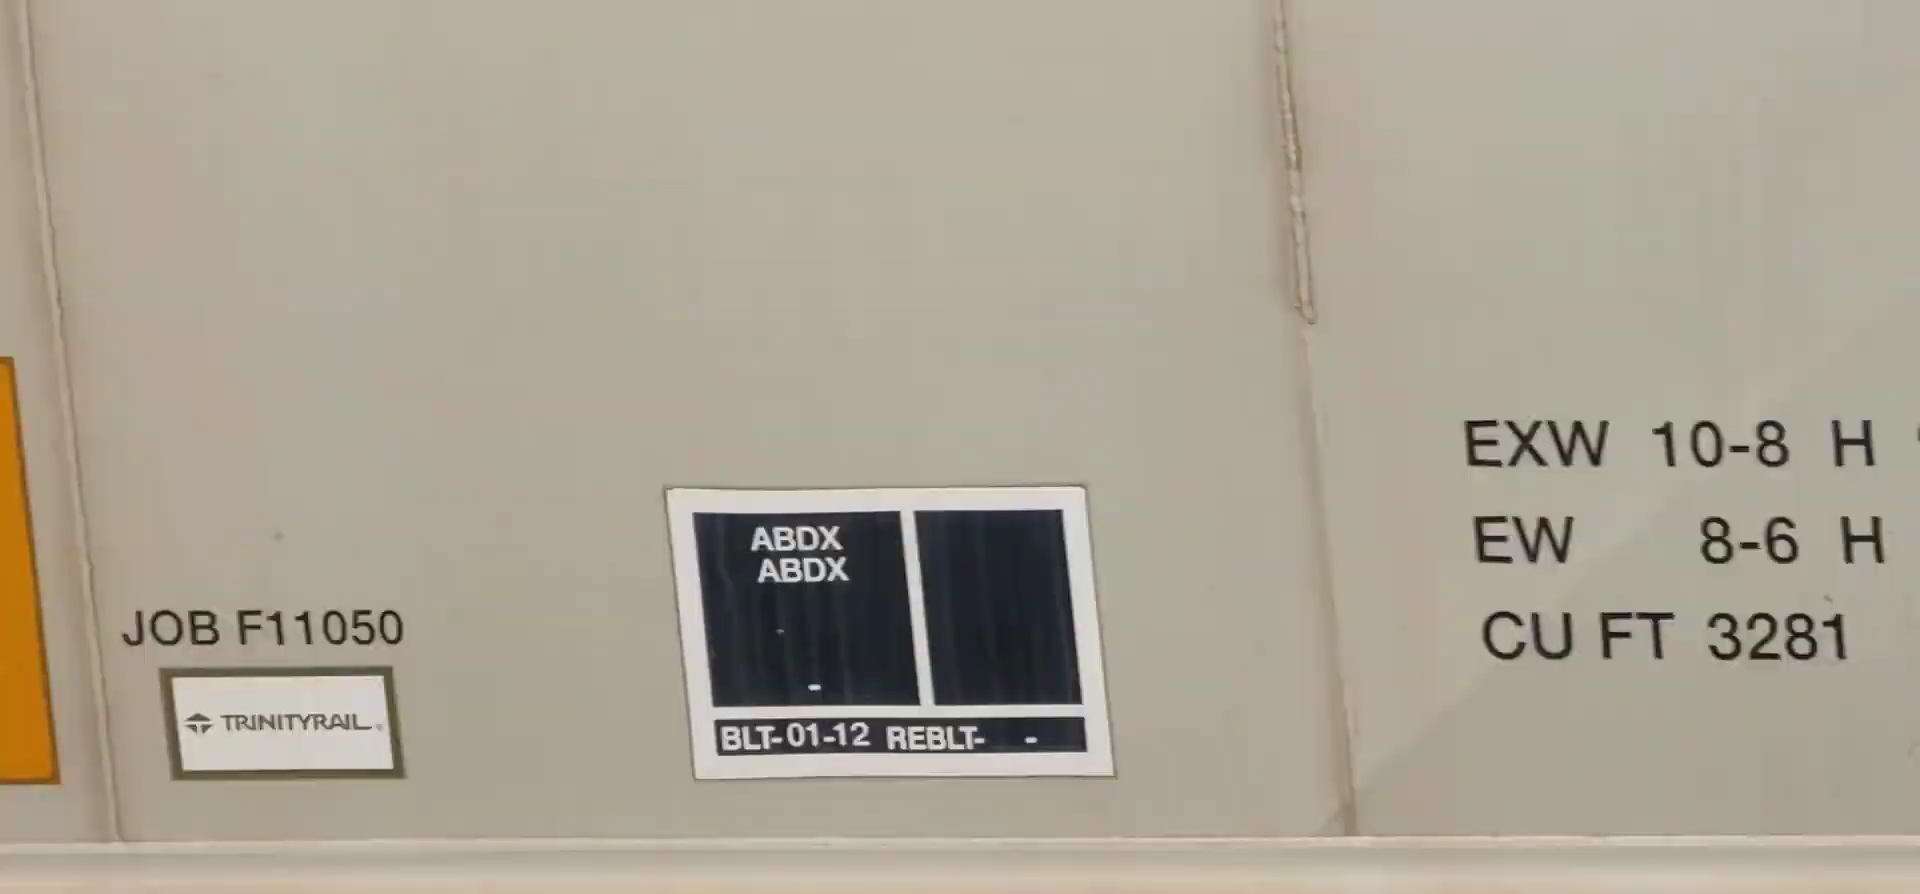 JOB F11050
TRINITYRAIL
ABDX
ABDX
-
BLT-01-12 REBLT- -
EXW 10-8 H
EW 8-6 H
CU FT 3281